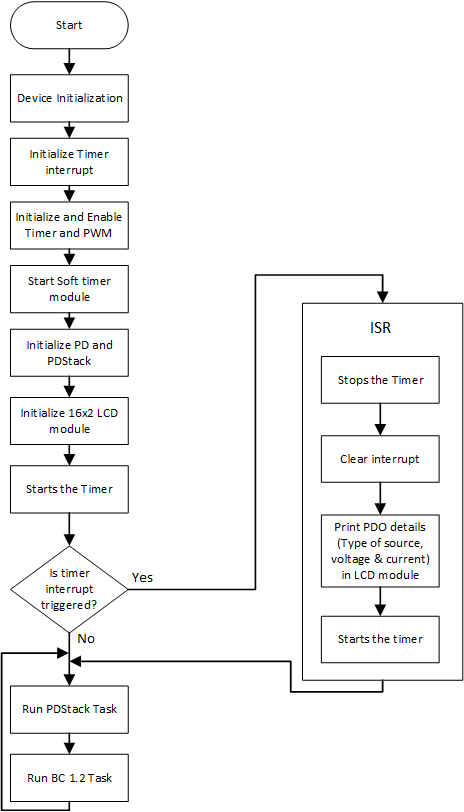 Start
Device Initialization
Initialize Timer
interrupt
Initialize and Enable
Timer and PWM
Start Soft timer
module
Initialize PD and
PDStack
Initialize 16x2 LCD
module
Starts the Timer
Is timer
interrupt
triggered?
Yes
No
Run PDStack Task
Run BC 1.2 Task
ISR
Stops the Timer
Clear interrupt
Print PDO details
(Type of source,
voltage & current)
in LCD module
Starts the timer